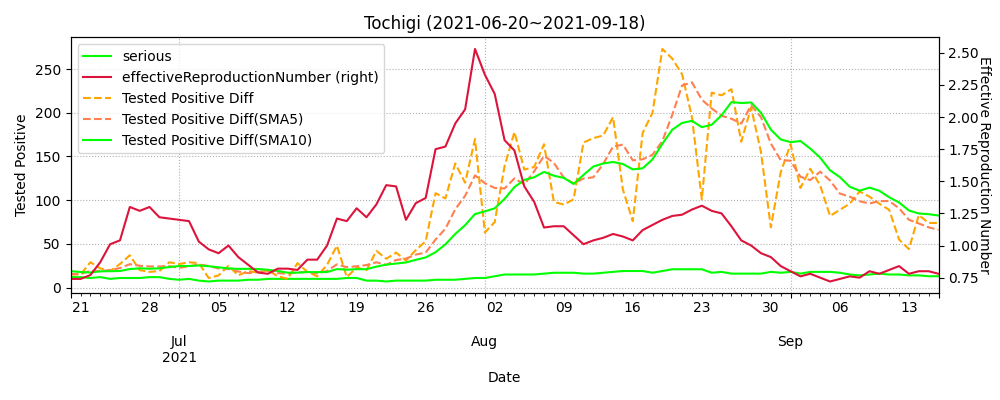 Tochigi (2021-06-20~2021-09-18)
serious
effectiveReproductionNumber (right)
Tested Positive Diff
Tested Positive Diff(SMA5)
Tested Positive Diff(SMA10)
Tested Positive
250
200
150
100
50
0
2.50
2.25
2.00
1.75
1.50
1.25
1.00
0.75
Effective Reproduction Number
21 28 05 12 19 26 02 09 16 23 30 06 13
Jul Aug Sep
2021
Date